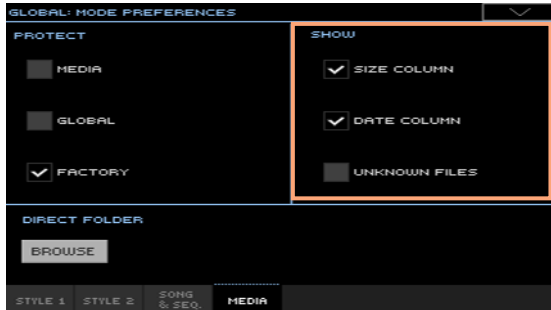 GLOBAL: MODE PREFERENCES
PROTECT
SHOW
MEDIA
SIZE COLUMN
GLOBAL
DATE COLUMN
FACTORY
UNKNOWN FILES
DIRECT FOLDER
BROWSE
STYLE 1
STYLE 2
SONG
& SEQ.
MEDIA